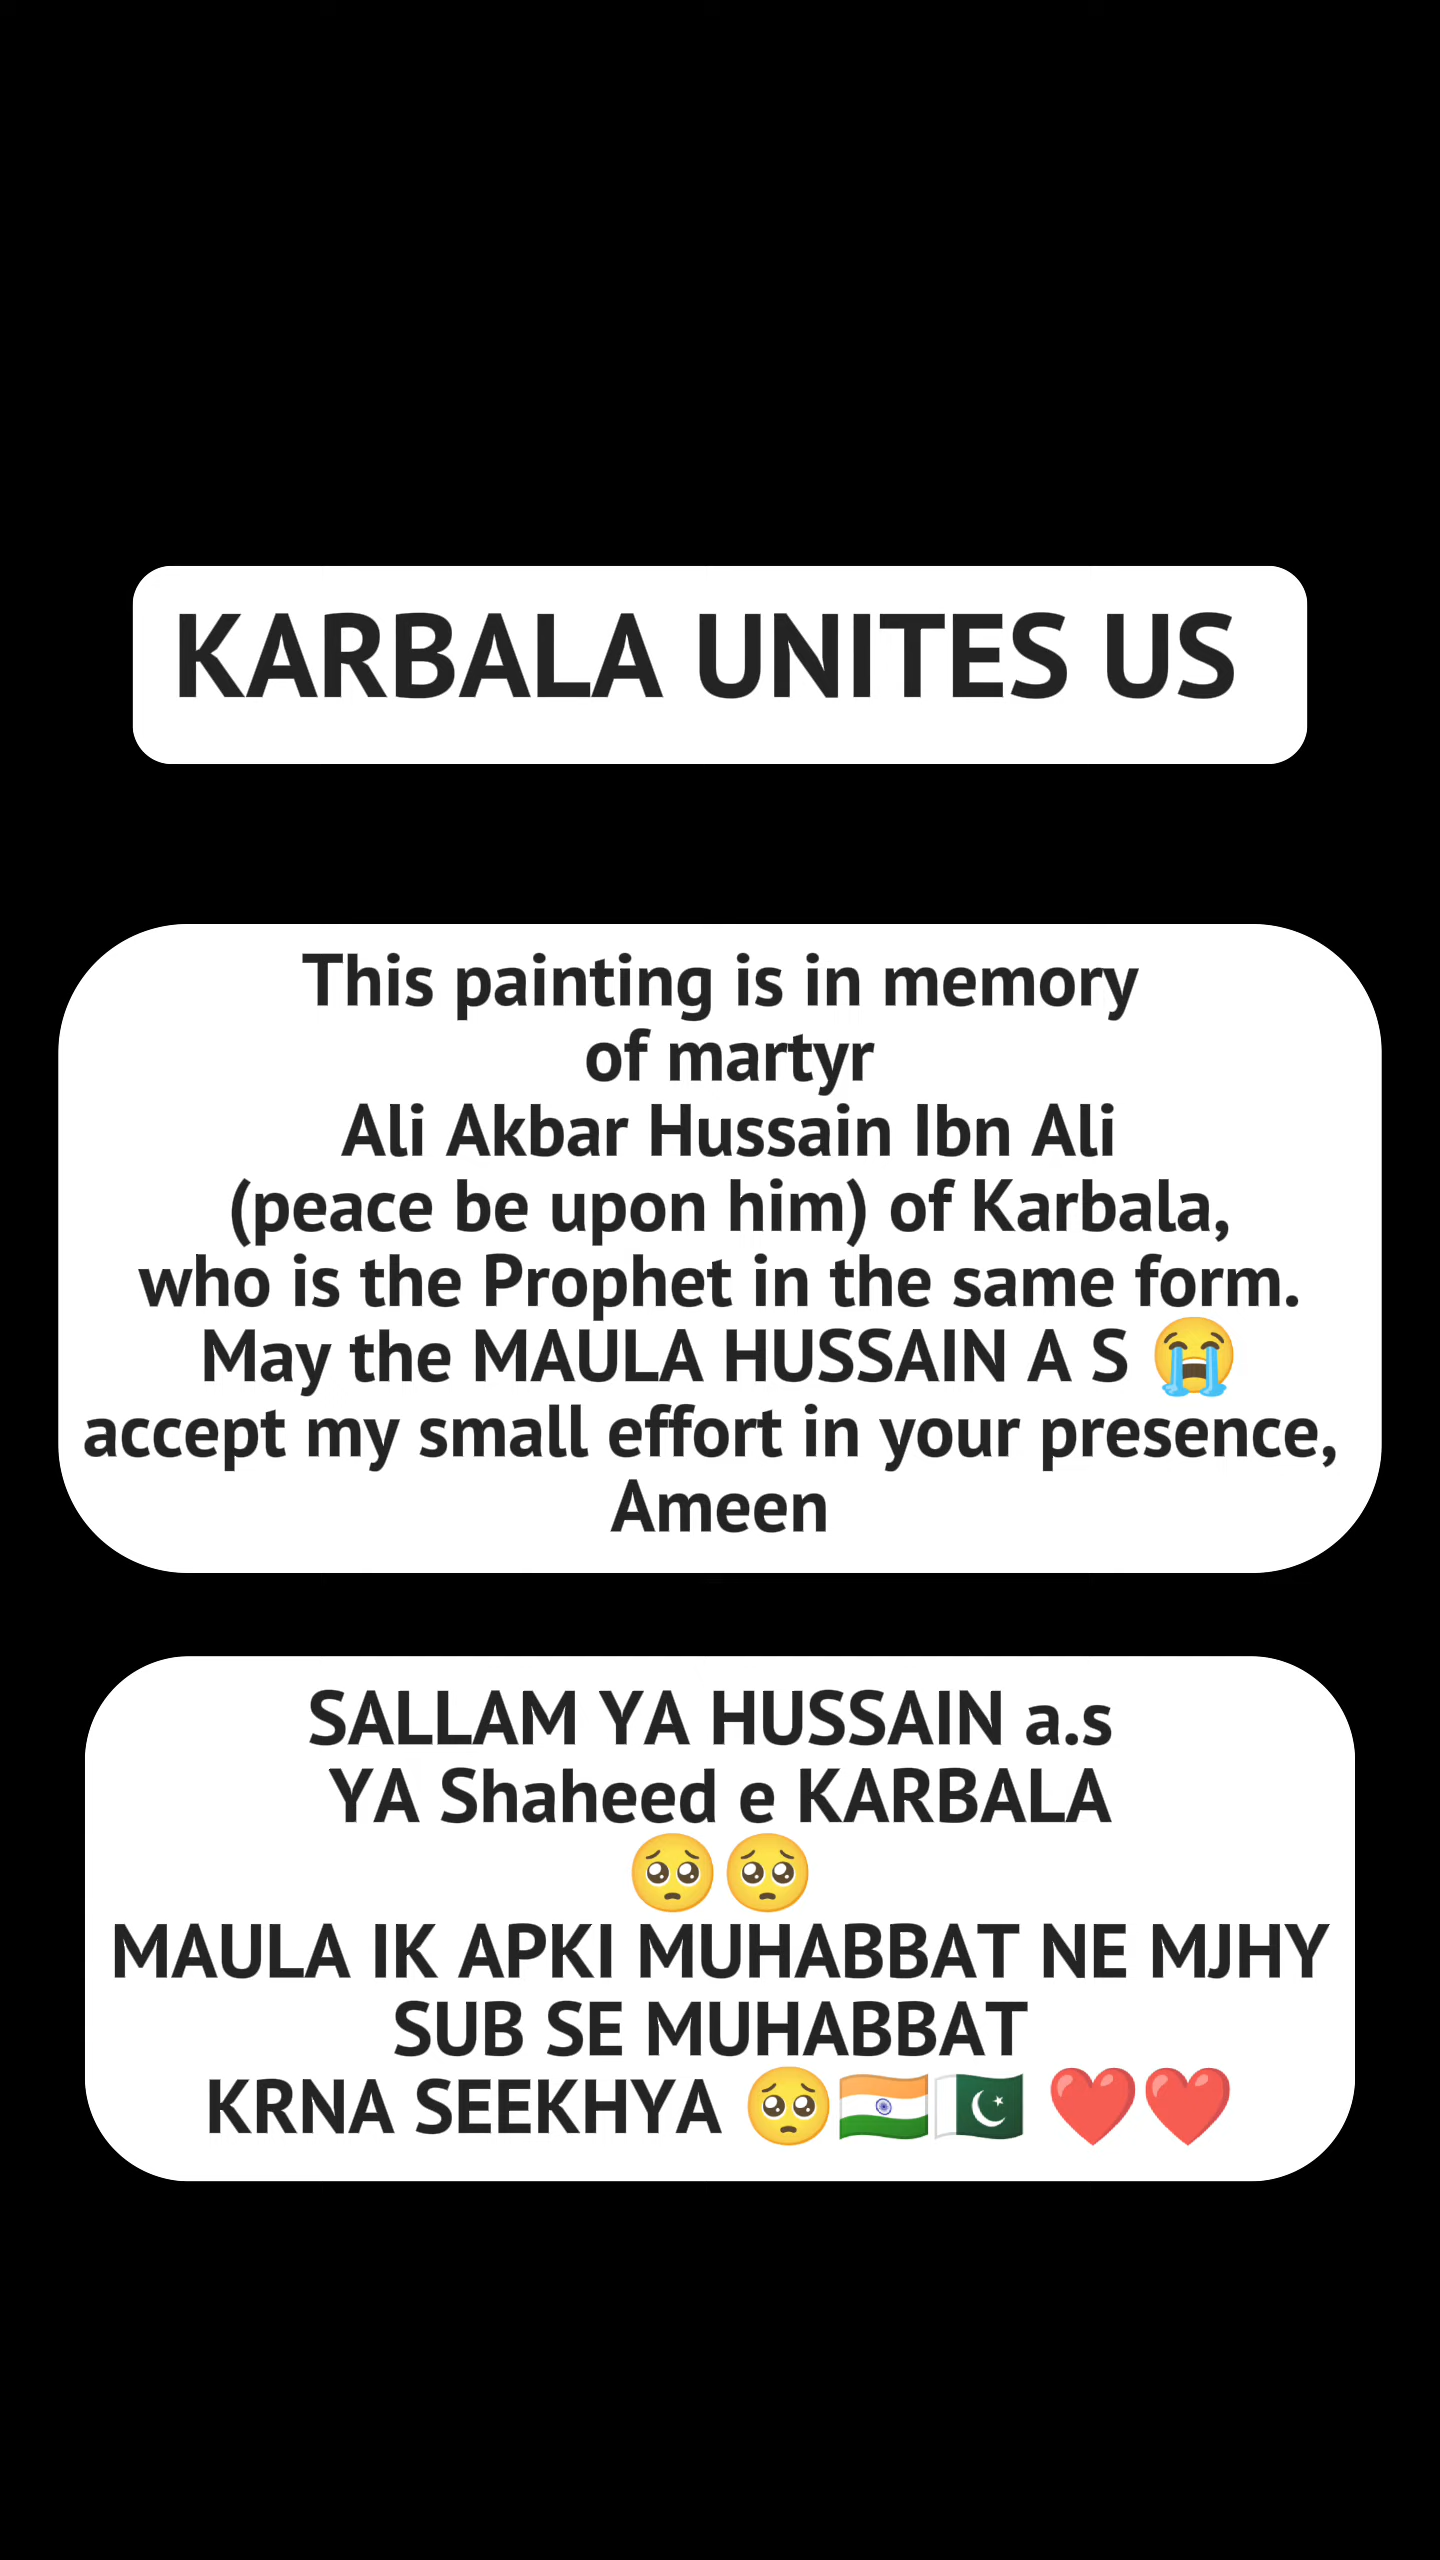 KARBALA UNITES US
This painting is in memory
of martyr
Ali Akbar Hussain Ibn Ali
(peace be upon him) of Karbala,
who is the Prophet in the same form.
May the MAULA HUSSAIN A S 😭
accept my small effort in your presence,
Ameen
SALLAM YA HUSSAIN a.s
YA Shaheed e KARBALA
🥺🥺
MAULA IK APKI MUHABBAT NE MJHY
SUB SE MUHABBAT
KRNA SEEKHYA 🥺🇮🇳🇵🇰 ❤️❤️